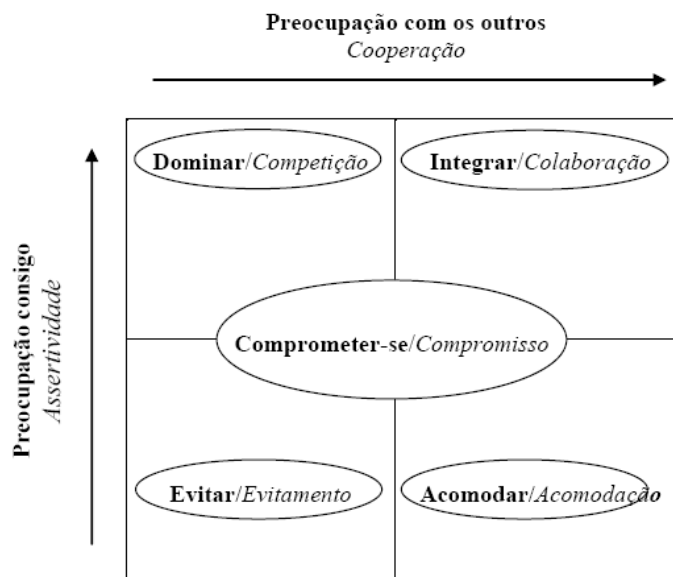 Preocupação com os outros
Cooperação
Dominar/Competição
Integrar/Colaboração
Preocupação consigo
Assertividade
Comprometer-se/Compromisso
Evitar/Evitamento
Acomodar/Acomodação